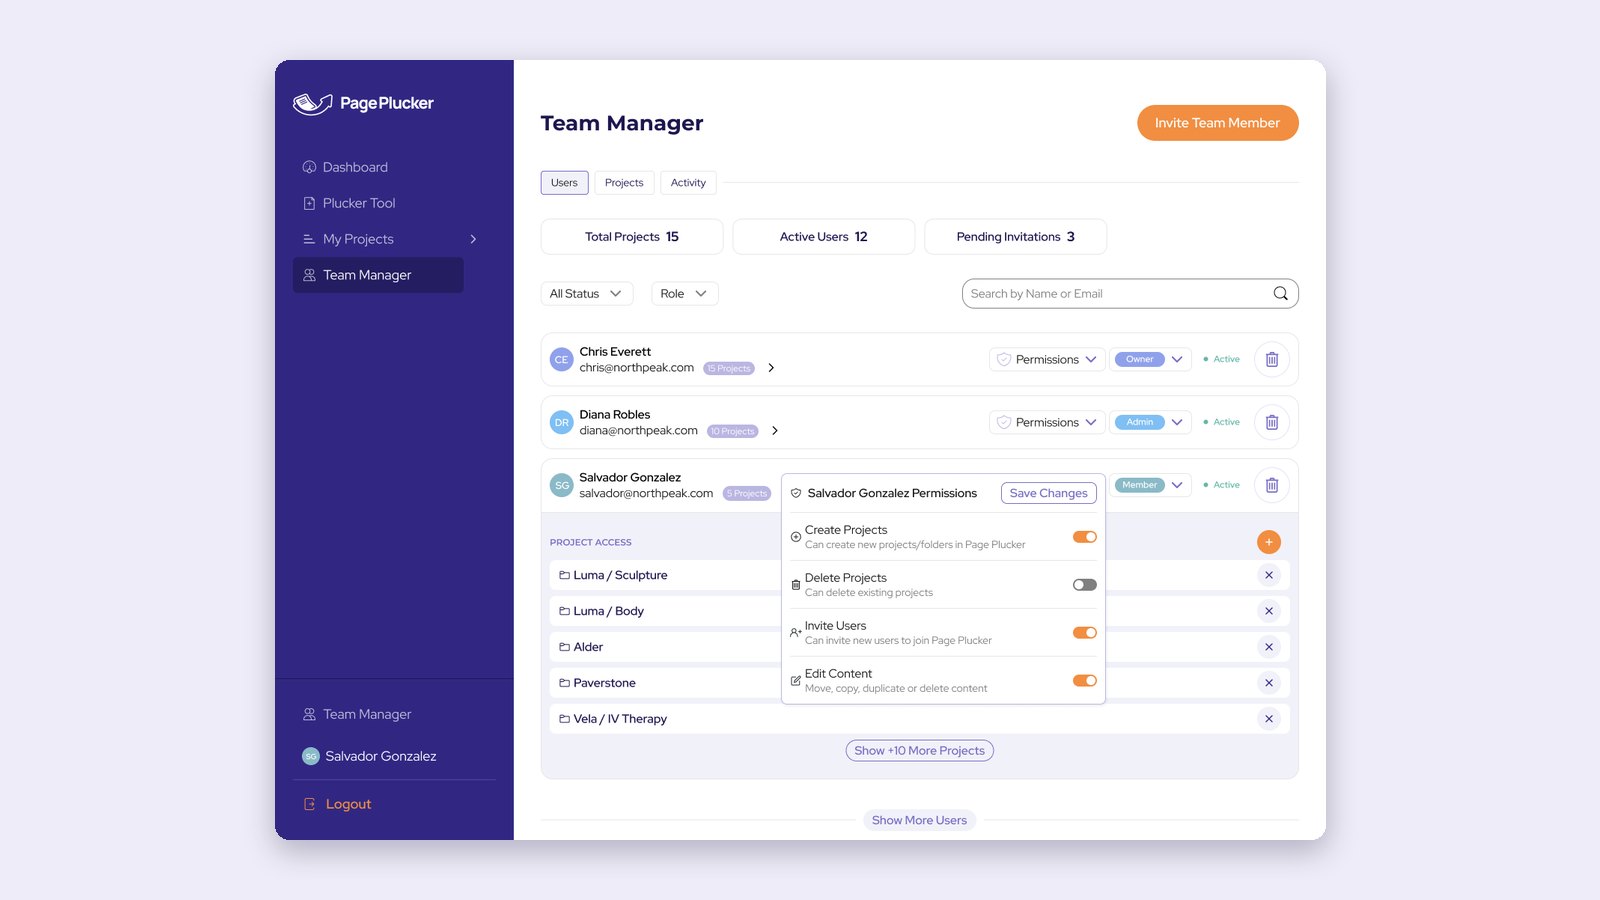 Page Plucker
Dashboard
Plucker Tool
My Projects
Team Manager
Team Manager
SG Salvador Gonzalez
Logout
Team Manager
Invite Team Member
Users Projects Activity
Total Projects 15 Active Users 12 Pending Invitations 3
All Status Role Search by Name or Email
CE
Chris Everett
chris@northpeak.com 15 Projects
Permissions Owner Active
DR
Diana Robles
diana@northpeak.com 10 Projects
Permissions Admin Active
SG
Salvador Gonzalez
salvador@northpeak.com 5 Projects
Member Active
Salvador Gonzalez Permissions Save Changes
Create Projects
Can create new projects/folders in Page Plucker
Delete Projects
Can delete existing projects
Invite Users
Can invite new users to join Page Plucker
Edit Content
Move, copy, duplicate or delete content
PROJECT ACCESS
Luma / Sculpture
Luma / Body
Alder
Paverstone
Vela / IV Therapy
Show +10 More Projects
Show More Users